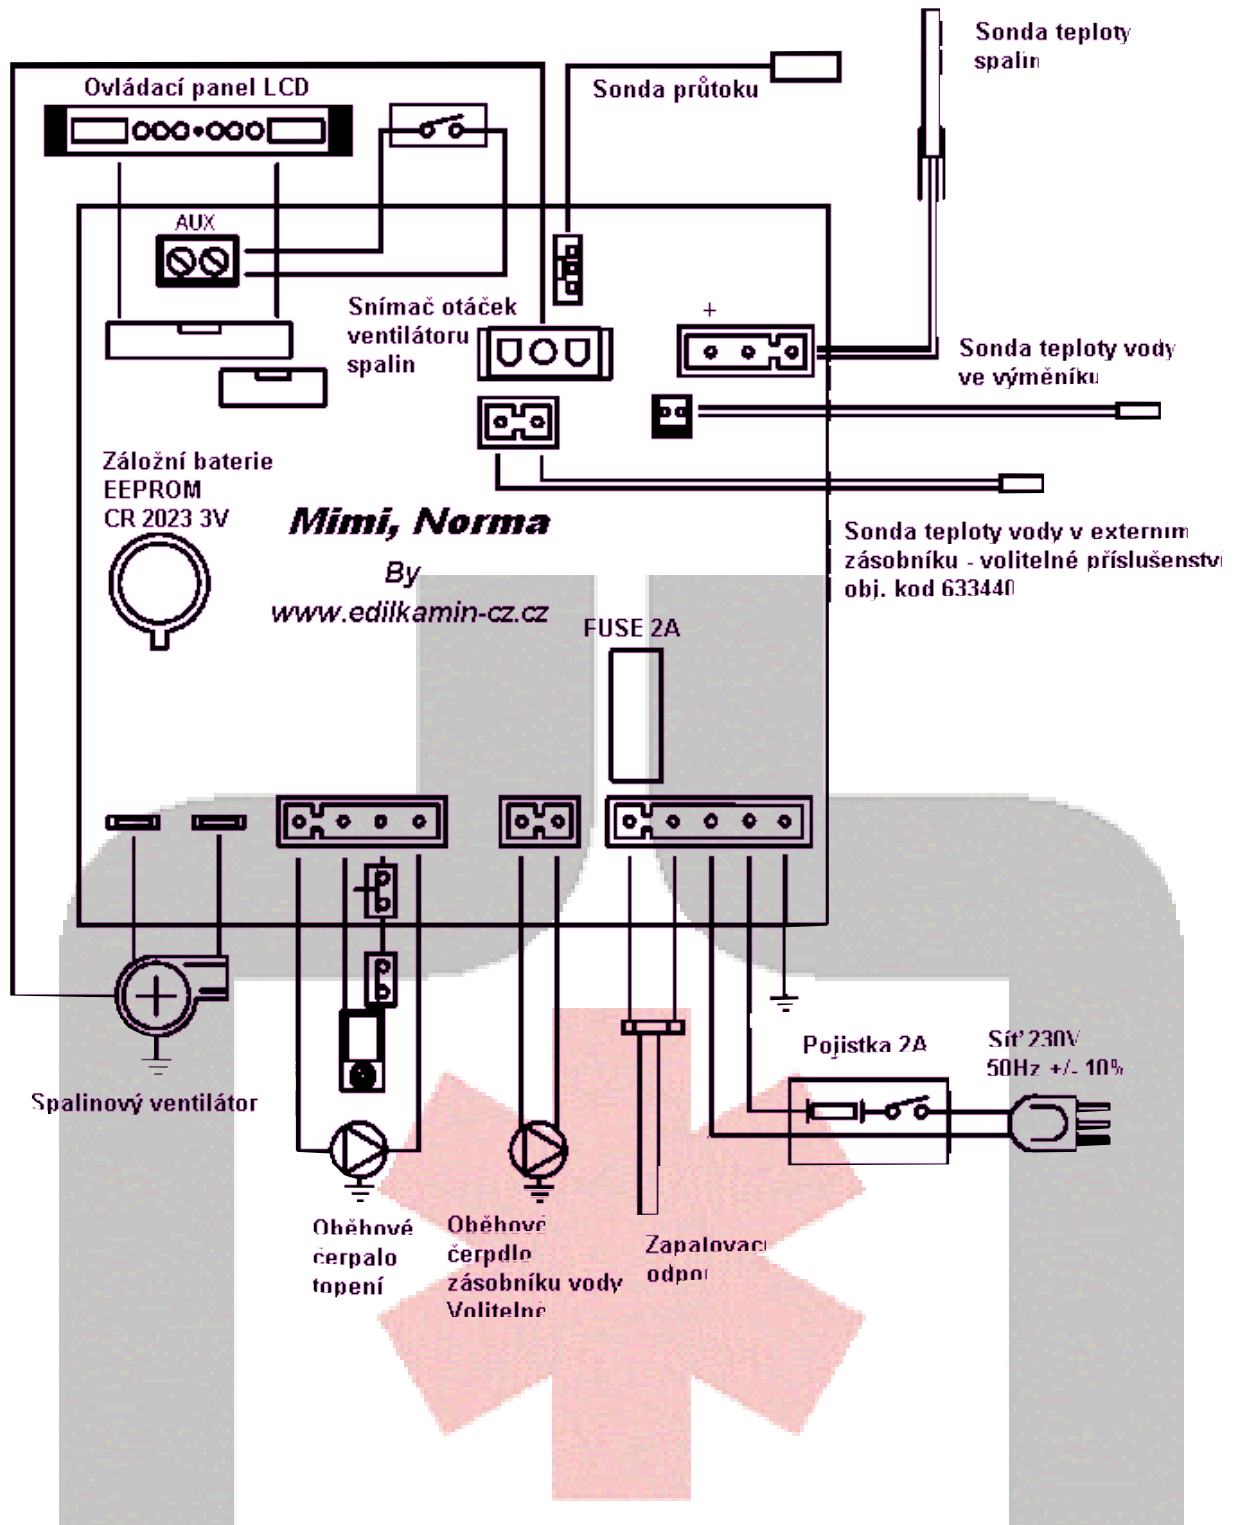 Sonda teploty
spalin
Ovládací panel LCD
Sonda průtoku
AUX
Snímač otáček
ventilátoru
spalin
+
Sonda teploty vody
ve výměníku
Záložní baterie
EEPROM
CR 2023 3V
Mimi, Norma
By
www.edilkamin-cz.cz
Sonda teploty vody v externím
zásobníku - volitelné příslušenství
obj. kod 633440
FUSE 2A
Pojistka 2A
Síť 230V
50Hz +/- 10%
Spalinový ventilátor
Oběhové
čerpalo
topení
Oběhové
čerpdlo
zásobníku vody
Volitelné
Zapalovací
odpor